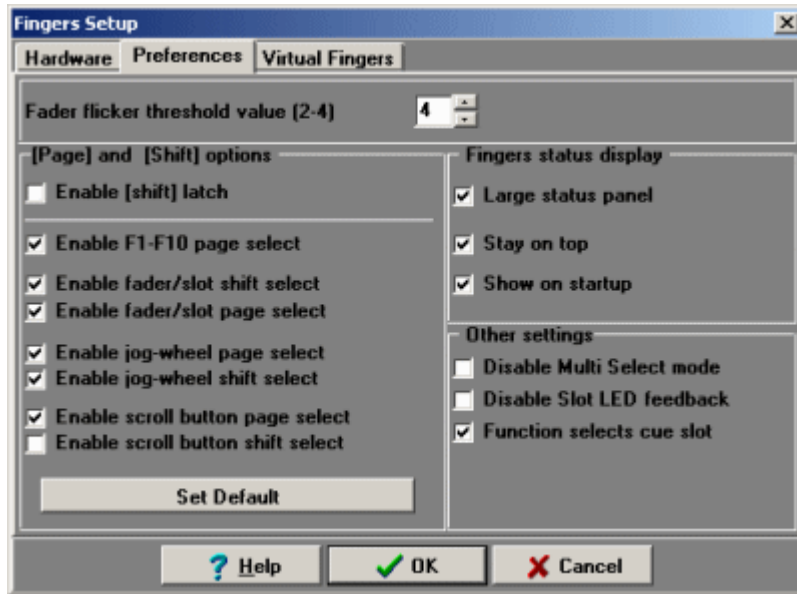 Fingers Setup
Hardware Preferences Virtual Fingers
Fader flicker threshold value (2-4) 4
[Page] and [Shift] options
Enable [shift] latch
Enable F1-F10 page select
Enable fader/slot shift select
Enable fader/slot page select
Enable jog-wheel page select
Enable jog-wheel shift select
Enable scroll button page select
Enable scroll button shift select
Set Default
Fingers status display
Large status panel
Stay on top
Show on startup
Other settings
Disable Multi Select mode
Disable Slot LED feedback
Function selects cue slot
? Help OK Cancel